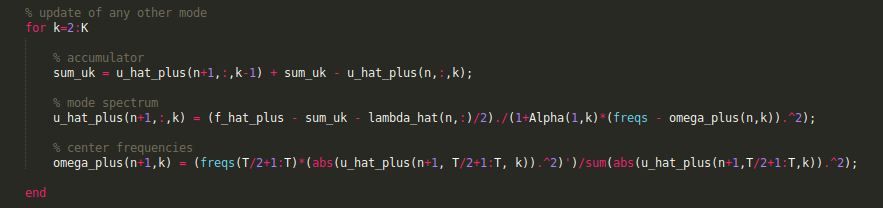 % update of any other mode
for k=2:K
% accumulator
sum_uk = u_hat_plus(n+1,:,k-1) + sum_uk - u_hat_plus(n,:,k);
% mode spectrum
u_hat_plus(n+1,:,k) = (f_hat_plus - sum_uk - lambda_hat(n,:)/2)./(1+Alpha(1,k)*(freqs - omega_plus(n,k)).^2);
% center frequencies
omega_plus(n+1,k) = (freqs(T/2+1:T)*(abs(u_hat_plus(n+1, T/2+1:T, k)).^2)')/sum(abs(u_hat_plus(n+1,T/2+1:T,k)).^2);
end